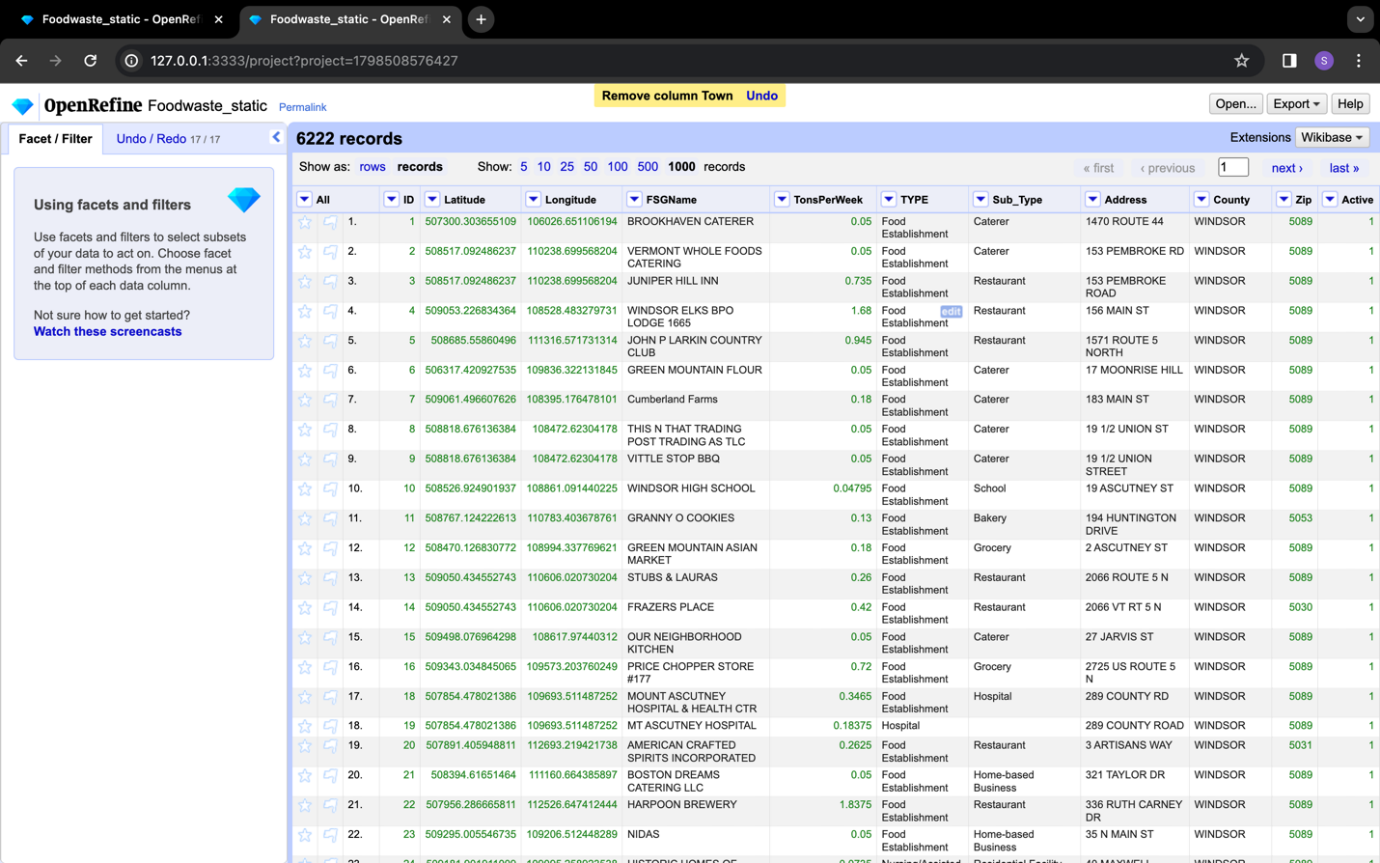 Foodwaste_static - OpenRef Foodwaste_static - OpenRefi
127.0.0.1:3333/project?project=1798508576427 S
OpenRefine Foodwaste_static Permalink Remove column Town Undo Open... Export Help
Facet / Filter Undo / Redo 17 / 17 6222 records Extensions Wikibase
Show as: rows records Show: 5 10 25 50 100 500 1000 records « first ‹ previous 1 next › last »
Using facets and filters
Use facets and filters to select subsets
of your data to act on. Choose facet
and filter methods from the menus at
the top of each data column.
Not sure how to get started?
Watch these screencasts
All ID Latitude Longitude FSGName TonsPerWeek TYPE Sub_Type Address County Zip Active
1. 1 507300.303655109 106026.651106194 BROOKHAVEN CATERER 0.05 Food Caterer 1470 ROUTE 44 WINDSOR 5089 1
Establishment
2. 2 508517.092486237 110238.699568204 VERMONT WHOLE FOODS 0.05 Food Caterer 153 PEMBROKE RD WINDSOR 5089 1
CATERING Establishment
3. 3 508517.092486237 110238.699568204 JUNIPER HILL INN 0.735 Food Restaurant 153 PEMBROKE WINDSOR 5089 1
Establishment ROAD
4. 4 509053.226834364 108528.483279731 WINDSOR ELKS BPO 1.68 Food edit Restaurant 156 MAIN ST WINDSOR 5089 1
LODGE 1665 Establishment
5. 5 508685.55860496 111316.571731314 JOHN P LARKIN COUNTRY 0.945 Food Restaurant 1571 ROUTE 5 WINDSOR 5089 1
CLUB Establishment NORTH
6. 6 506317.420927535 109836.322131845 GREEN MOUNTAIN FLOUR 0.05 Food Caterer 17 MOONRISE HILL WINDSOR 5089 1
Establishment
7. 7 509061.496607626 108395.176478101 Cumberland Farms 0.18 Food Caterer 183 MAIN ST WINDSOR 5089 1
Establishment
8. 8 508818.676136384 108472.62304178 THIS N THAT TRADING 0.05 Food Caterer 19 1/2 UNION ST WINDSOR 5089 1
POST TRADING AS TLC Establishment
9. 9 508818.676136384 108472.62304178 VITTLE STOP BBQ 0.05 Food Caterer 19 1/2 UNION WINDSOR 5089 1
Establishment STREET
10. 10 508526.924901937 108861.091440225 WINDSOR HIGH SCHOOL 0.04795 Food School 19 ASCUTNEY ST WINDSOR 5089 1
Establishment
11. 11 508767.124222613 110783.403678761 GRANNY O COOKIES 0.13 Food Bakery 194 HUNTINGTON WINDSOR 5053 1
Establishment DRIVE
12. 12 508470.126830772 108994.337769621 GREEN MOUNTAIN ASIAN 0.18 Food Grocery 2 ASCUTNEY ST WINDSOR 5089 1
MARKET Establishment
13. 13 509050.434552743 110606.020730204 STUBS & LAURAS 0.26 Food Restaurant 2066 ROUTE 5 N WINDSOR 5089 1
Establishment
14. 14 509050.434552743 110606.020730204 FRAZERS PLACE 0.42 Food Restaurant 2066 VT RT 5 N WINDSOR 5030 1
Establishment
15. 15 509498.076964298 108617.97440312 OUR NEIGHBORHOOD 0.05 Food Caterer 27 JARVIS ST WINDSOR 5089 1
KITCHEN Establishment
16. 16 509343.034845065 109573.203760249 PRICE CHOPPER STORE 0.72 Food Grocery 2725 US ROUTE 5 WINDSOR 5089 1
#177 Establishment N
17. 18 507854.478021386 109693.511487252 MOUNT ASCUTNEY 0.3465 Food Hospital 289 COUNTY RD WINDSOR 5089 1
HOSPITAL & HEALTH CTR Establishment
18. 19 507854.478021386 109693.511487252 MT ASCUTNEY HOSPITAL 0.18375 Hospital 289 COUNTY ROAD WINDSOR 5089 1
19. 20 507891.405948811 112693.219421738 AMERICAN CRAFTED 0.2625 Food Restaurant 3 ARTISANS WAY WINDSOR 5031 1
SPIRITS INCORPORATED Establishment
20. 21 508394.61651464 111160.664385897 BOSTON DREAMS 0.05 Food Home-based 321 TAYLOR DR WINDSOR 5089 1
CATERING LLC Establishment Business
21. 22 507956.286665811 112526.647412444 HARPOON BREWERY 1.8375 Food Restaurant 336 RUTH CARNEY WINDSOR 5089 1
Establishment DR
22. 23 509295.005546735 109206.512448289 NIDAS 0.05 Food Home-based 35 N MAIN ST WINDSOR 5089 1
Establishment Business